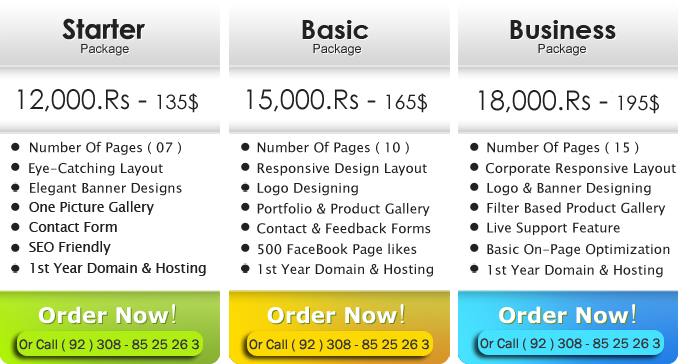 Starter
Package
12,000.Rs - 135$
Number Of Pages ( 07 )
Eye-Catching Layout
Elegant Banner Designs
One Picture Gallery
Contact Form
SEO Friendly
1st Year Domain & Hosting
Order Now!
Or Call ( 92 ) 308 - 85 25 26 3
Basic
Package
15,000.Rs - 165$
Number Of Pages ( 10 )
Responsive Design Layout
Logo Designing
Portfolio & Product Gallery
Contact & Feedback Forms
500 FaceBook Page likes
1st Year Domain & Hosting
Order Now!
Or Call ( 92 ) 308 - 85 25 26 3
Business
Package
18,000.Rs - 195$
Number Of Pages ( 15 )
Corporate Responsive Layout
Logo & Banner Designing
Filter Based Product Gallery
Live Support Feature
Basic On-Page Optimization
1st Year Domain & Hosting
Order Now!
Or Call ( 92 ) 308 - 85 25 26 3